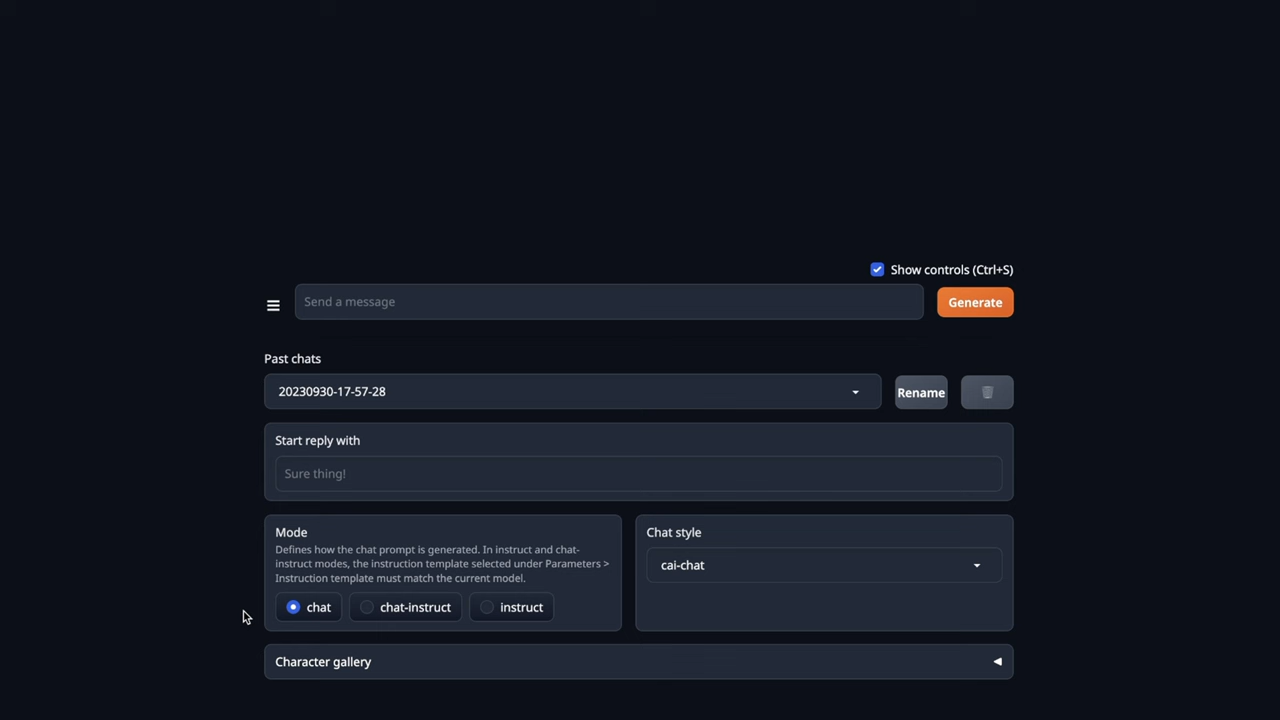 Show controls (Ctrl+S)
Send a message
Generate
Past chats
20230930-17-57-28
Rename
Start reply with
Sure thing!
Mode
Defines how the chat prompt is generated. In instruct and chat-
instruct modes, the instruction template selected under Parameters >
Instruction template must match the current model.
chat
chat-instruct
instruct
Chat style
cai-chat
Character gallery